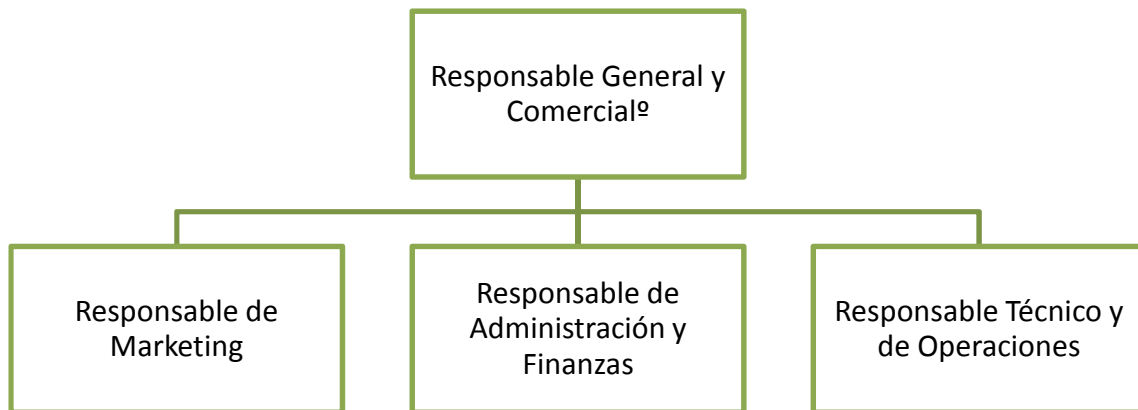 Responsable General y
Comercialº
Responsable de
Marketing
Responsable de
Administración y
Finanzas
Responsable Técnico y
de Operaciones